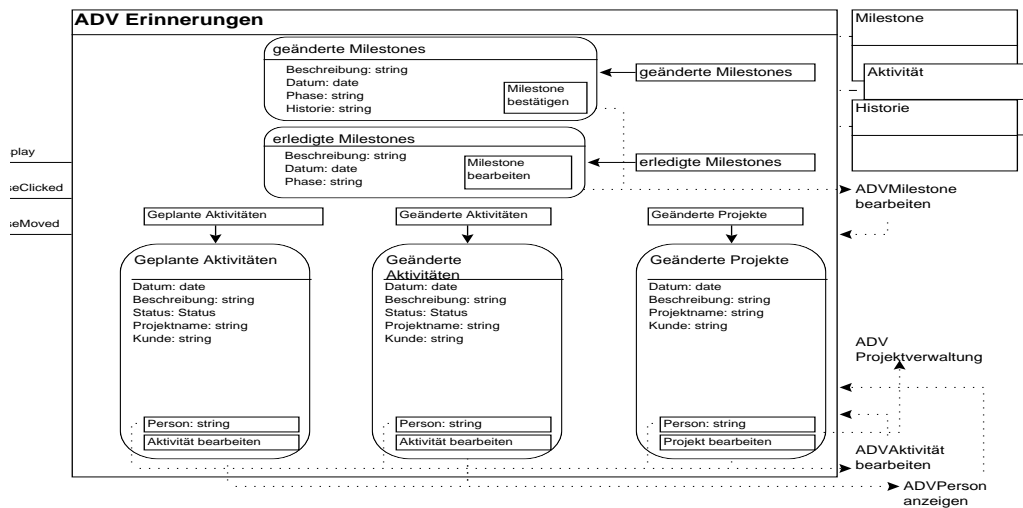 ADV Erinnerungen
Milestone
geänderte Milestones
Beschreibung: string
Datum: date
Phase: string
Historie: string
Milestone
bestätigen
geänderte Milestones
Aktivität
Historie
erledigte Milestones
Beschreibung: string
Datum: date
Phase: string
Milestone
bearbeiten
erledigte Milestones
play
seClicked
seMoved
ADVMilestone
bearbeiten
Geplante Aktivitäten
Geänderte Aktivitäten
Geänderte Projekte
Geplante Aktivitäten
Datum: date
Beschreibung: string
Status: Status
Projektname: string
Kunde: string
Person: string
Aktivität bearbeiten
Geänderte
Aktivitäten
Datum: date
Beschreibung: string
Status: Status
Projektname: string
Kunde: string
Person: string
Aktivität bearbeiten
Geänderte Projekte
Datum: date
Beschreibung: string
Kunde: string
Person: string
Projekt bearbeiten
ADV
Projektverwaltung
ADVAktivität
bearbeiten
ADVPerson
anzeigen